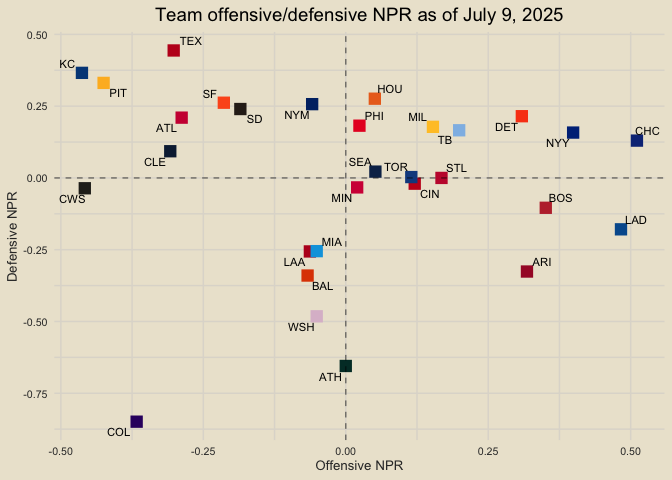 Team offensive/defensive NPR as of July 9, 2025
0.50
TEX
KC
PIT
HOU
SF
0.25
SD
NYM
PHI
MIL
ATL
DET
CHC
TB
NYY
CLE
SEA
TOR
STL
0.00
CWS
MIN
CIN
BOS
LAD
Defensive NPR
MIA
-0.25
LAA
ARI
BAL
-0.50
WSH
ATH
-0.75
COL
-0.50
-0.25
0.00
0.25
0.50
Offensive NPR